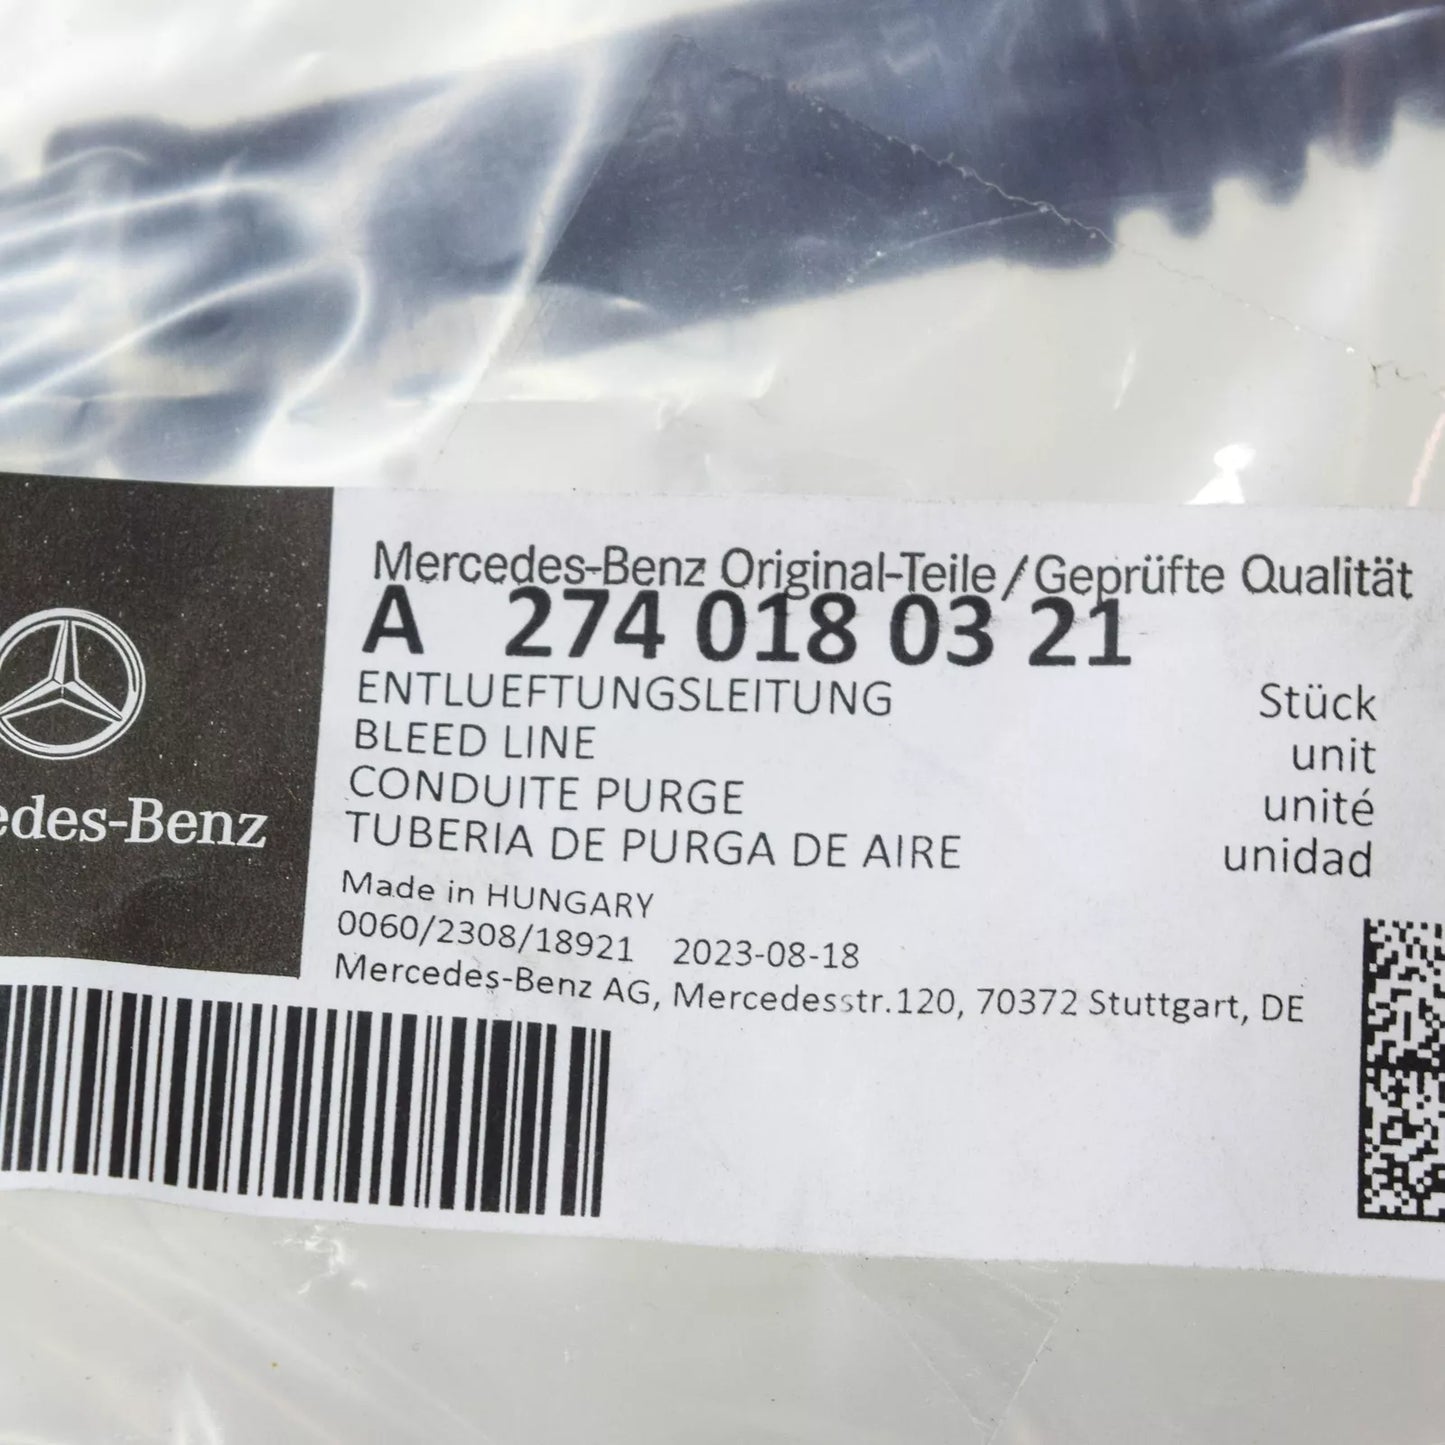 Mercedes-Benz Original-Teile/Geprüfte Qualität
A 274 018 03 21
ENTLUEFTUNGSLEITUNG Stück
BLEED LINE unit
CONDUITE PURGE unité
TUBERIA DE PURGA DE AIRE unidad
edes-Benz
Made in HUNGARY
0060/2308/18921 2023-08-18
Mercedes-Benz AG, Mercedesstr.120, 70372 Stuttgart, DE